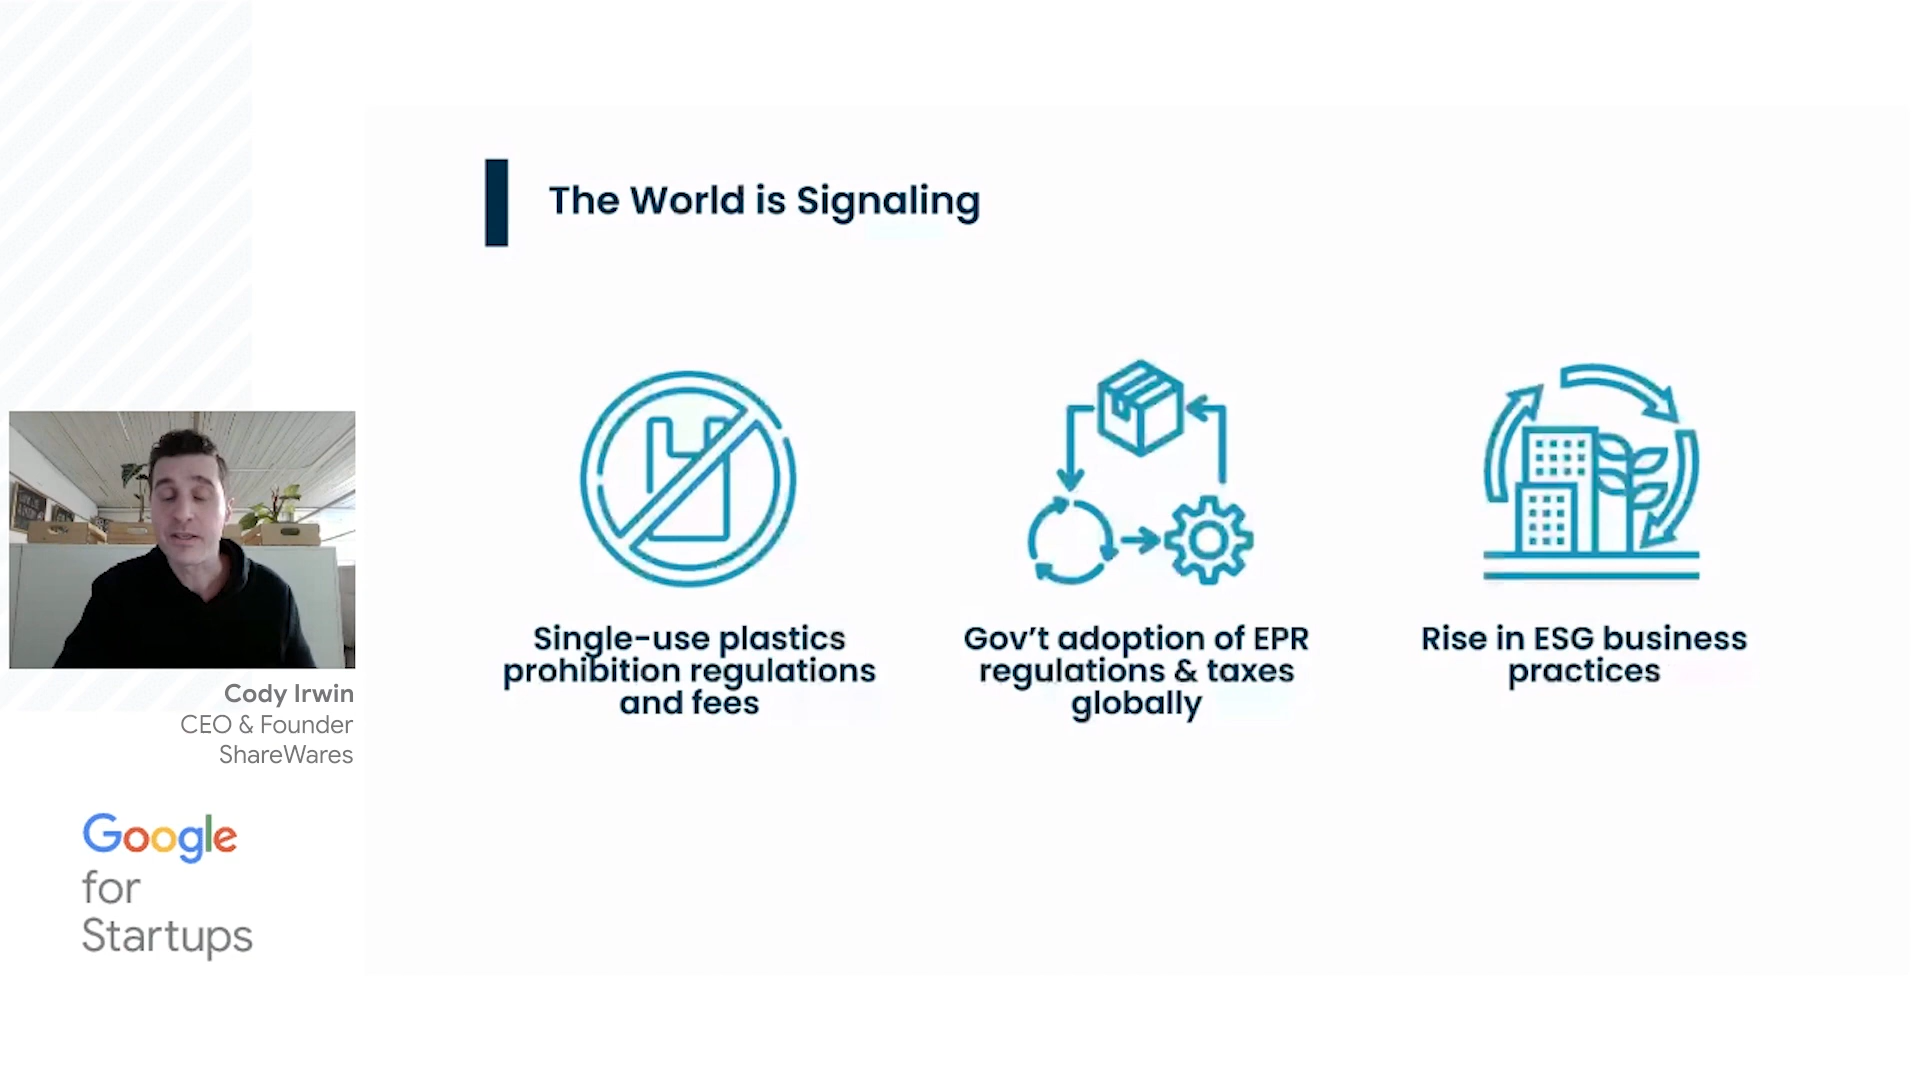 The World is Signaling
Single-use plastics
prohibition regulations
and fees
Gov't adoption of EPR
regulations & taxes
globally
Rise in ESG business
practices
Cody Irwin
CEO & Founder
ShareWares
Google
for
Startups